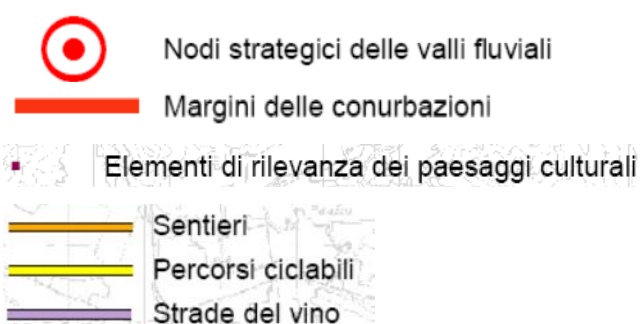 Nodi strategici delle valli fluviali
Margini delle conurbazioni
Elementi di rilevanza dei paesaggi culturali
Sentieri
Percorsi ciclabili
Strade del vino